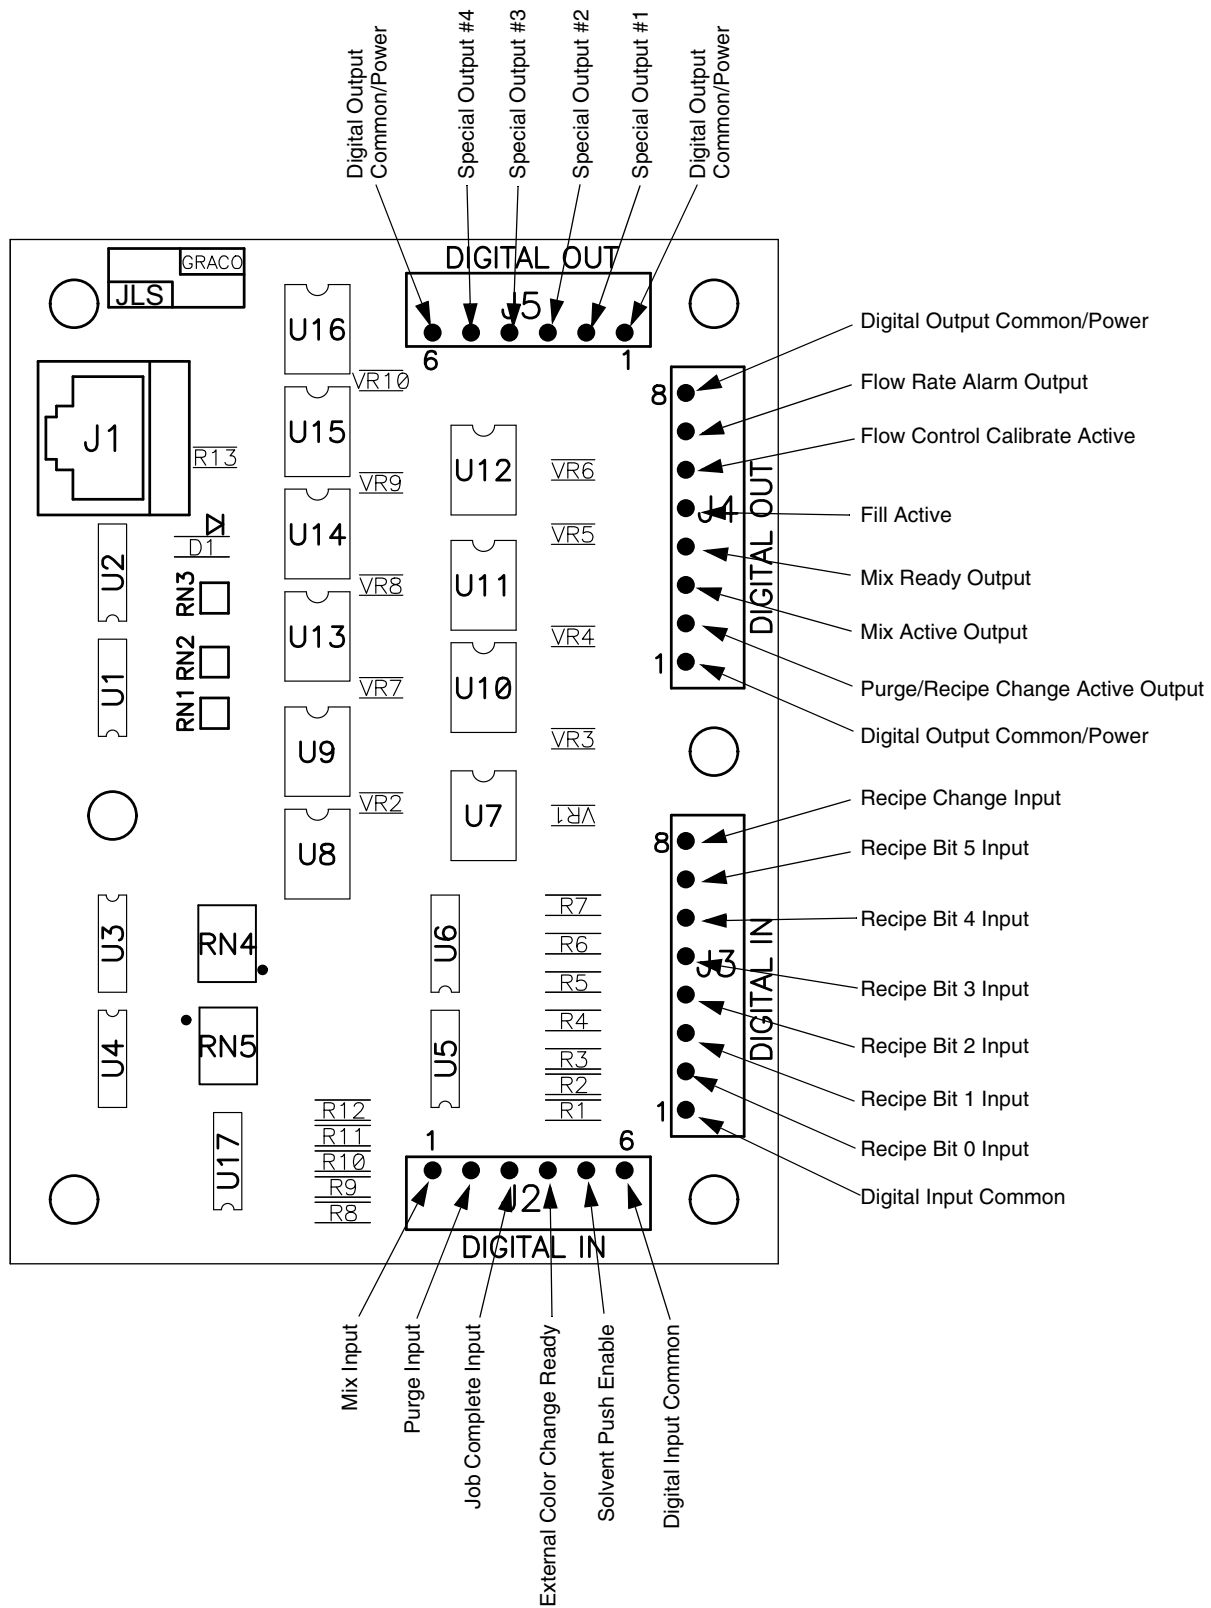 Digital Output
Common/Power
Special Output #4
Special Output #3
Special Output #2
Special Output #1
Digital Output
Common/Power
GRACO
JLS
DIGITAL OUT
J5
6
1
U16
VR10
J1
R13
U15
VR9
U12
VR6
U14
VR8
VR5
U11
U13
VR7
VR4
U10
D1
U2
RN3
RN2
U1
RN1
U9
VR2
VR3
U7
VR1
U8
8
J4
DIGITAL OUT
1
Digital Output Common/Power
Flow Rate Alarm Output
Flow Control Calibrate Active
Fill Active
Mix Ready Output
Mix Active Output
Purge/Recipe Change Active Output
Digital Output Common/Power
8
J3
DIGITAL IN
1
Recipe Change Input
Recipe Bit 5 Input
Recipe Bit 4 Input
Recipe Bit 3 Input
Recipe Bit 2 Input
Recipe Bit 1 Input
Recipe Bit 0 Input
Digital Input Common
U3
RN4
U6
R7
R6
R5
U4
RN5
U5
R4
R3
R2
R1
U17
R12
R11
R10
R9
R8
1
6
J2
DIGITAL IN
Mix Input
Purge Input
Job Complete Input
External Color Change Ready
Solvent Push Enable
Digital Input Common